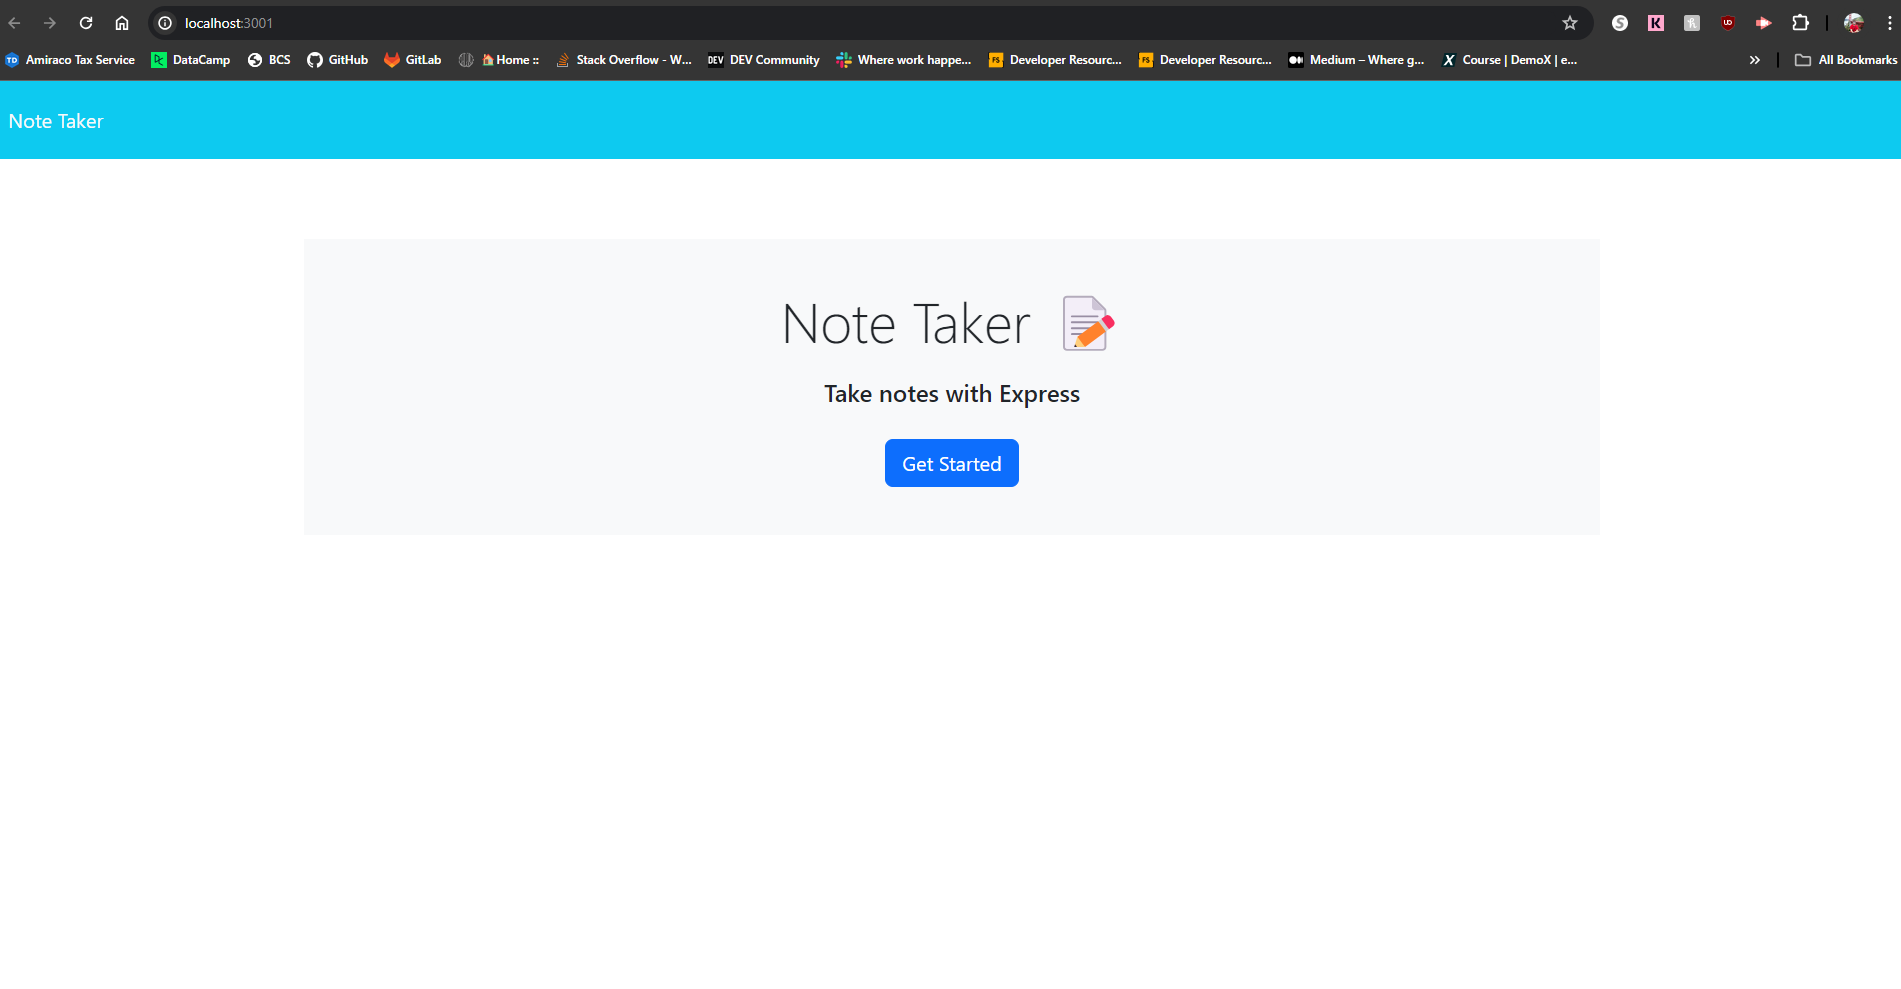 localhost:3001
Amiraco Tax Service DataCamp BCS GitHub GitLab Home :: Stack Overflow - W... DEV Community Where work happe... Developer Resourc... Developer Resourc... Medium – Where g... Course | DemoX | e... All Bookmarks
Note Taker
Note Taker
Take notes with Express
Get Started